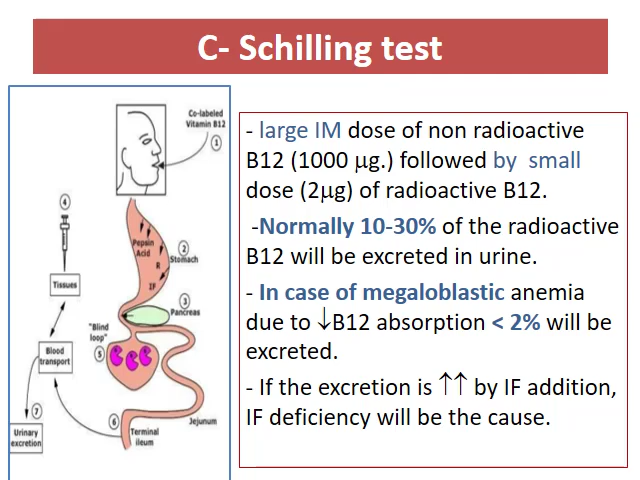 C- Schilling test
Co-labeled
Vitamin B12
1
4
Pepsin
Acid
2
R
Stomach
IF
Tissues
3
Pancreas
"Blind
loop"
5
Blood
transport
7
6
Urinary
excretion
Terminal
ileum
Jejunum
- large IM dose of non radioactive
B12 (1000 μg.) followed by small
dose (2μg) of radioactive B12.
-Normally 10-30% of the radioactive
B12 will be excreted in urine.
- In case of megaloblastic anemia
due to ↓B12 absorption < 2% will be
excreted.
- If the excretion is ↑↑ by IF addition,
IF deficiency will be the cause.